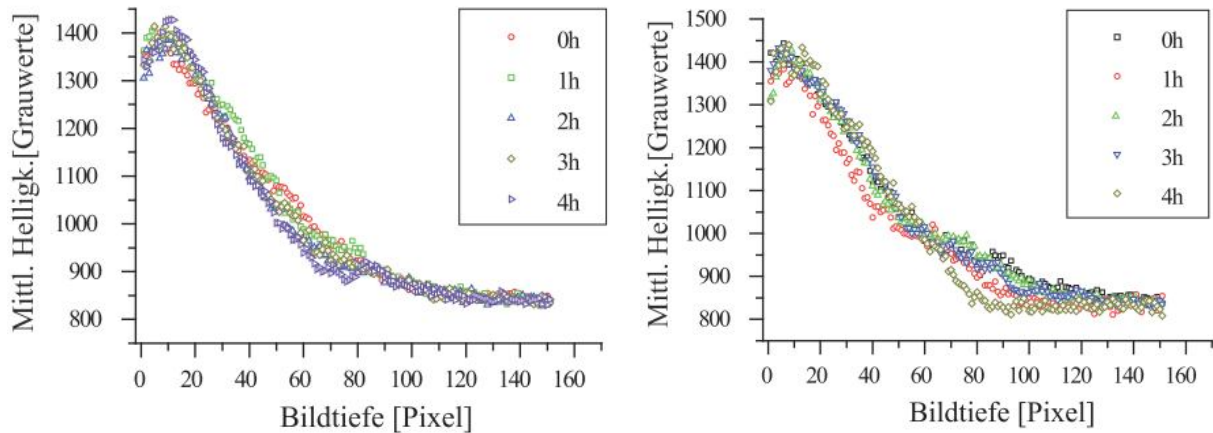 1400
1300
1200
1100
1000
900
800
0 20 40 60 80 100 120 140 160
Mittl. Helligk.[Grauwerte]
Bildtiefe [Pixel]
0h
1h
2h
3h
4h
1500
1400
1300
1200
1100
1000
900
800
0 20 40 60 80 100 120 140 160
Mittl. Helligk.[Grauwerte]
Bildtiefe [Pixel]
0h
1h
2h
3h
4h